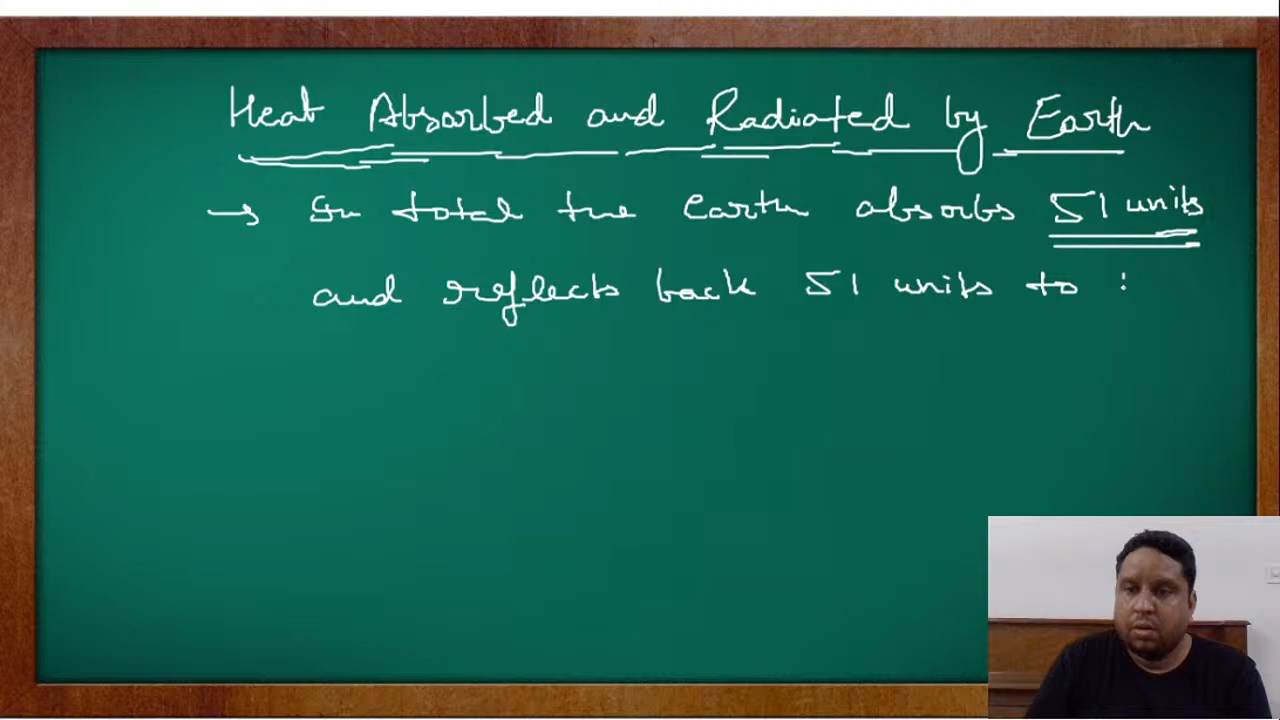 Heat Absorbed and Radiated by Earth
→ In total the earth absorbs 51 units
and reflects back 51 units to :